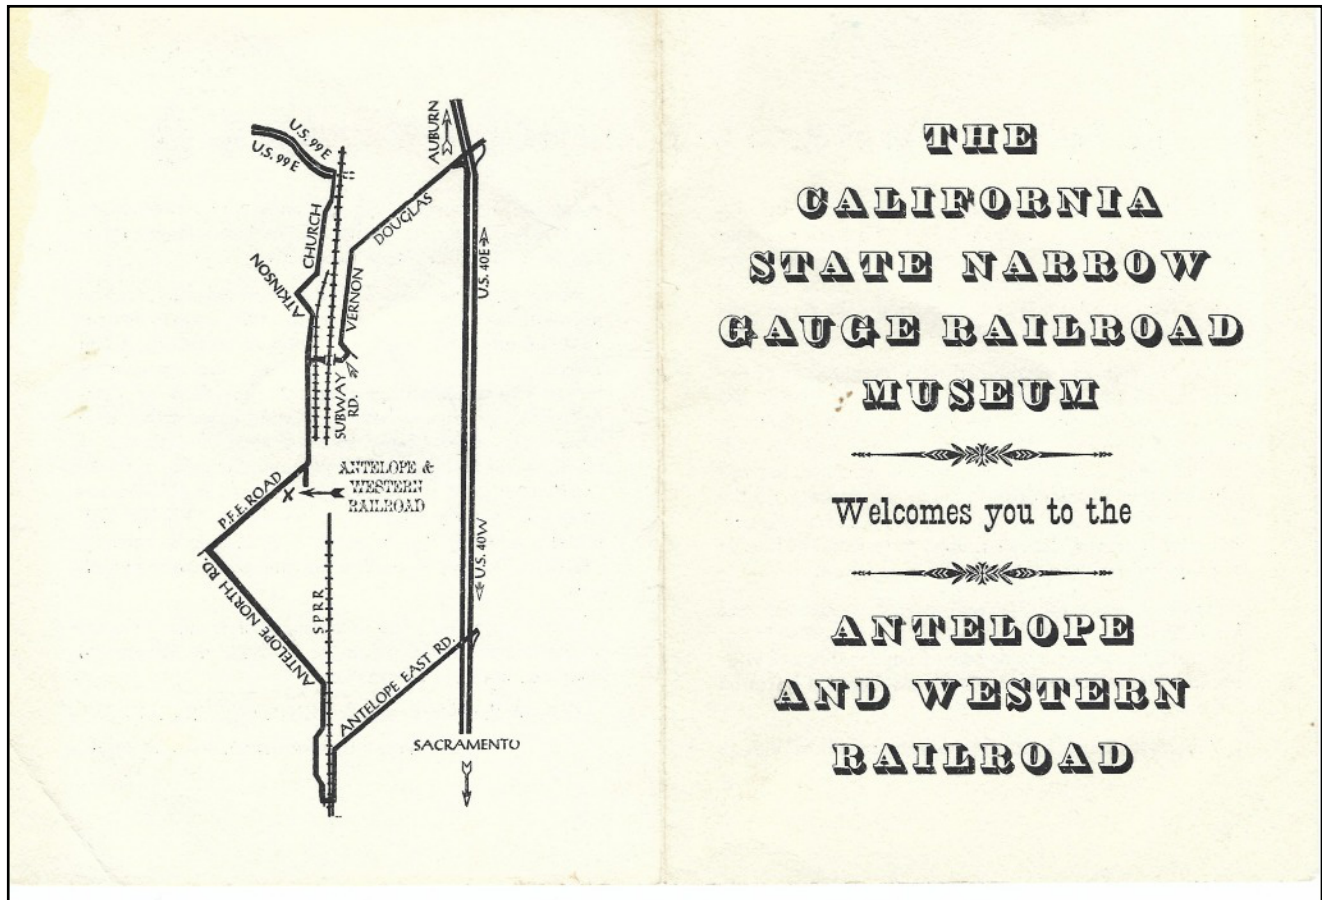 AUBURN
U.S. 99E
U.S. 99E
CHURCH
DOUGLAS
ATKINSON
U.S. 40E
VERNON
SUBWAY
RD.
ANTELOPE &
WESTERN
RAILROAD
P.F.E. ROAD
X
U.S. 40W
ANTELOPE NORTH RD.
S P R R
ANTELOPE EAST RD.
SACRAMENTO
THE
CALIFORNIA
STATE NARROW
GAUGE RAILROAD
MUSEUM
Welcomes you to the
ANTELOPE
AND WESTERN
RAILROAD